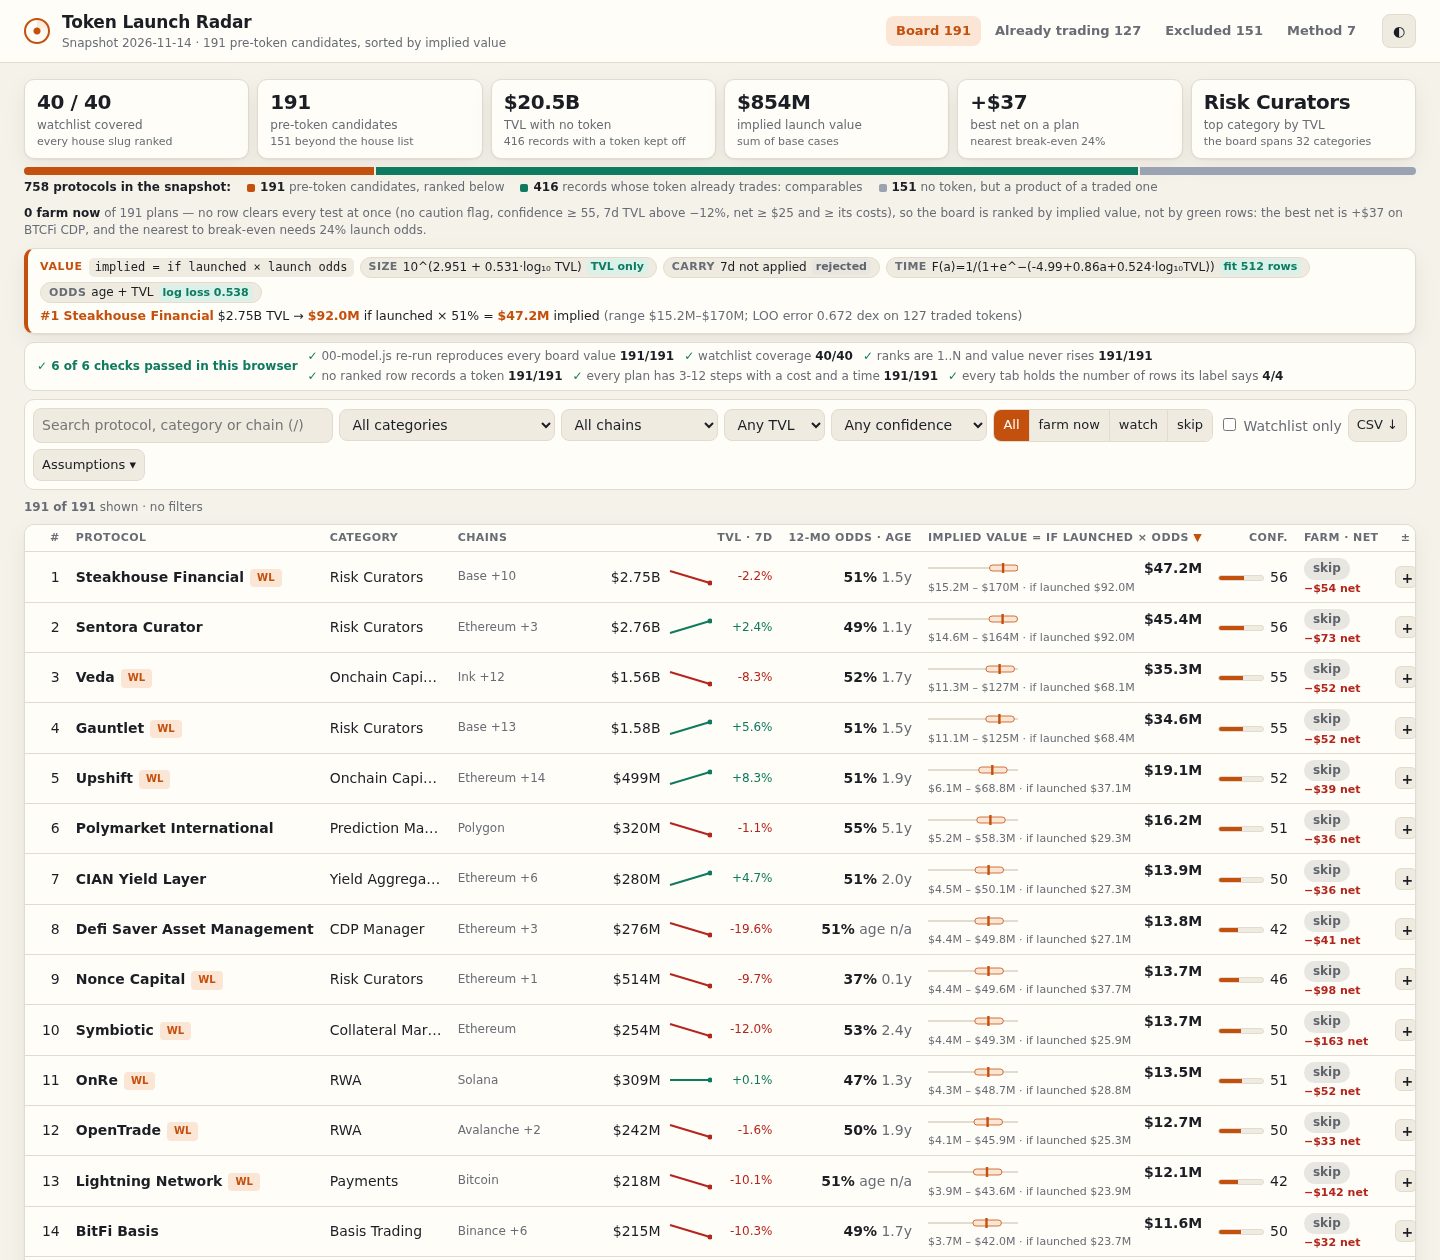 Token Launch Radar
Snapshot 2026-11-14 · 191 pre-token candidates, sorted by implied value
Board 191 Already trading 127 Excluded 151 Method 7 ◐
40 / 40
watchlist covered
every house slug ranked
191
pre-token candidates
151 beyond the house list
$20.5B
TVL with no token
416 records with a token kept off
$854M
implied launch value
sum of base cases
+$37
best net on a plan
nearest break-even 24%
Risk Curators
top category by TVL
the board spans 32 categories
758 protocols in the snapshot: 191 pre-token candidates, ranked below 416 records whose token already trades: comparables 151 no token, but a product of a traded one
0 farm now of 191 plans — no row clears every test at once (no caution flag, confidence ≥ 55, 7d TVL above −12%, net ≥ $25 and ≥ its costs), so the board is ranked by implied value, not by green rows: the best net is +$37 on
BTCfi CDP, and the nearest to break-even needs 24% launch odds.
VALUE implied = if launched × launch odds SIZE 10^(2.951 + 0.531·log₁₀ TVL) TVL only CARRY 7d not applied rejected TIME F(a)=1/(1+e^−(-4.99+0.86a+0.524·log₁₀TVL)) fit 512 rows
ODDS age + TVL log loss 0.538
#1 Steakhouse Financial $2.75B TVL → $92.0M if launched × 51% = $47.2M implied (range $15.2M–$170M; LOO error 0.672 dex on 127 traded tokens)
✓ 6 of 6 checks passed in this browser
✓ 00-model.js re-run reproduces every board value 191/191 ✓ watchlist coverage 40/40 ✓ ranks are 1..N and value never rises 191/191
✓ no ranked row records a token 191/191 ✓ every plan has 3-12 steps with a cost and a time 191/191 ✓ every tab holds the number of rows its label says 4/4
Search protocol, category or chain (/) All categories All chains Any TVL Any confidence All farm now watch skip Watchlist only CSV ↓
Assumptions ▾
191 of 191 shown · no filters
# PROTOCOL CATEGORY CHAINS TVL · 7D 12-MO ODDS · AGE IMPLIED VALUE = IF LAUNCHED × ODDS ▼ CONF. FARM · NET ±
1 Steakhouse Financial WL Risk Curators Base +10 $2.75B -2.2% 51% 1.5y $47.2M 56 skip +
$15.2M – $170M · if launched $92.0M −$54 net
2 Sentora Curator Risk Curators Ethereum +3 $2.76B +2.4% 49% 1.1y $45.4M 56 skip +
$14.6M – $164M · if launched $92.0M −$73 net
3 Veda WL Onchain Capi… Ink +12 $1.56B -8.3% 52% 1.7y $35.3M 55 skip +
$11.3M – $127M · if launched $68.1M −$52 net
4 Gauntlet WL Risk Curators Base +13 $1.58B +5.6% 51% 1.5y $34.6M 55 skip +
$11.1M – $125M · if launched $68.4M −$52 net
5 Upshift WL Onchain Capi… Ethereum +14 $499M +8.3% 51% 1.9y $19.1M 52 skip +
$6.1M – $68.8M · if launched $37.1M −$39 net
6 Polymarket International Prediction Ma… Polygon $320M -1.1% 55% 5.1y $16.2M 51 skip +
$5.2M – $58.3M · if launched $29.3M −$36 net
7 CIAN Yield Layer Yield Aggrega… Ethereum +6 $280M +4.7% 51% 2.0y $13.9M 50 skip +
$4.5M – $50.1M · if launched $27.3M −$36 net
8 Defi Saver Asset Management CDP Manager Ethereum +3 $276M -19.6% 51% age n/a $13.8M 42 skip +
$4.4M – $49.8M · if launched $27.1M −$41 net
9 Nonce Capital WL Risk Curators Ethereum +1 $514M -9.7% 37% 0.1y $13.7M 46 skip +
$4.4M – $49.6M · if launched $37.7M −$98 net
10 Symbiotic WL Collateral Mar… Ethereum $254M -12.0% 53% 2.4y $13.7M 50 skip +
$4.4M – $49.3M · if launched $25.9M −$163 net
11 OnRe WL RWA Solana $309M +0.1% 47% 1.3y $13.5M 51 skip +
$4.3M – $48.7M · if launched $28.8M −$52 net
12 OpenTrade WL RWA Avalanche +2 $242M -1.6% 50% 1.9y $12.7M 50 skip +
$4.1M – $45.9M · if launched $25.3M −$33 net
13 Lightning Network WL Payments Bitcoin $218M -10.1% 51% age n/a $12.1M 42 skip +
$3.9M – $43.6M · if launched $23.9M −$142 net
14 BitFi Basis Basis Trading Binance +6 $215M -10.3% 49% 1.7y $11.6M 50 skip +
$3.7M – $42.0M · if launched $23.7M −$32 net